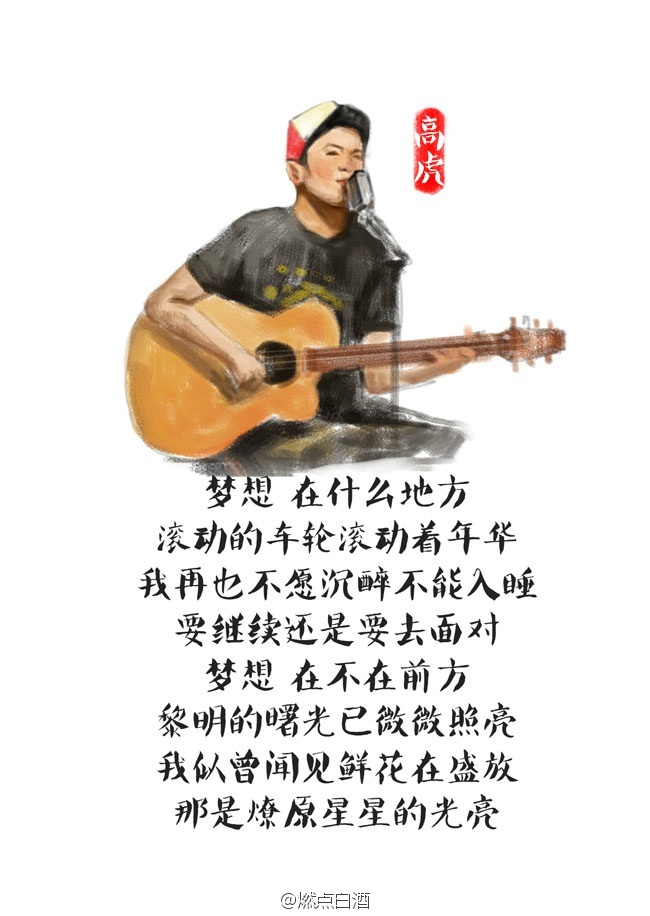 高虎
梦想 在什么地方
滚动的车轮滚动着年华
我再也不愿沉醉不能入睡
要继续还是要去面对
梦想 在不在前方
黎明的曙光已微微照亮
我似曾闻见鲜花在盛放
那是燎原星星的光亮
@燃点白酒